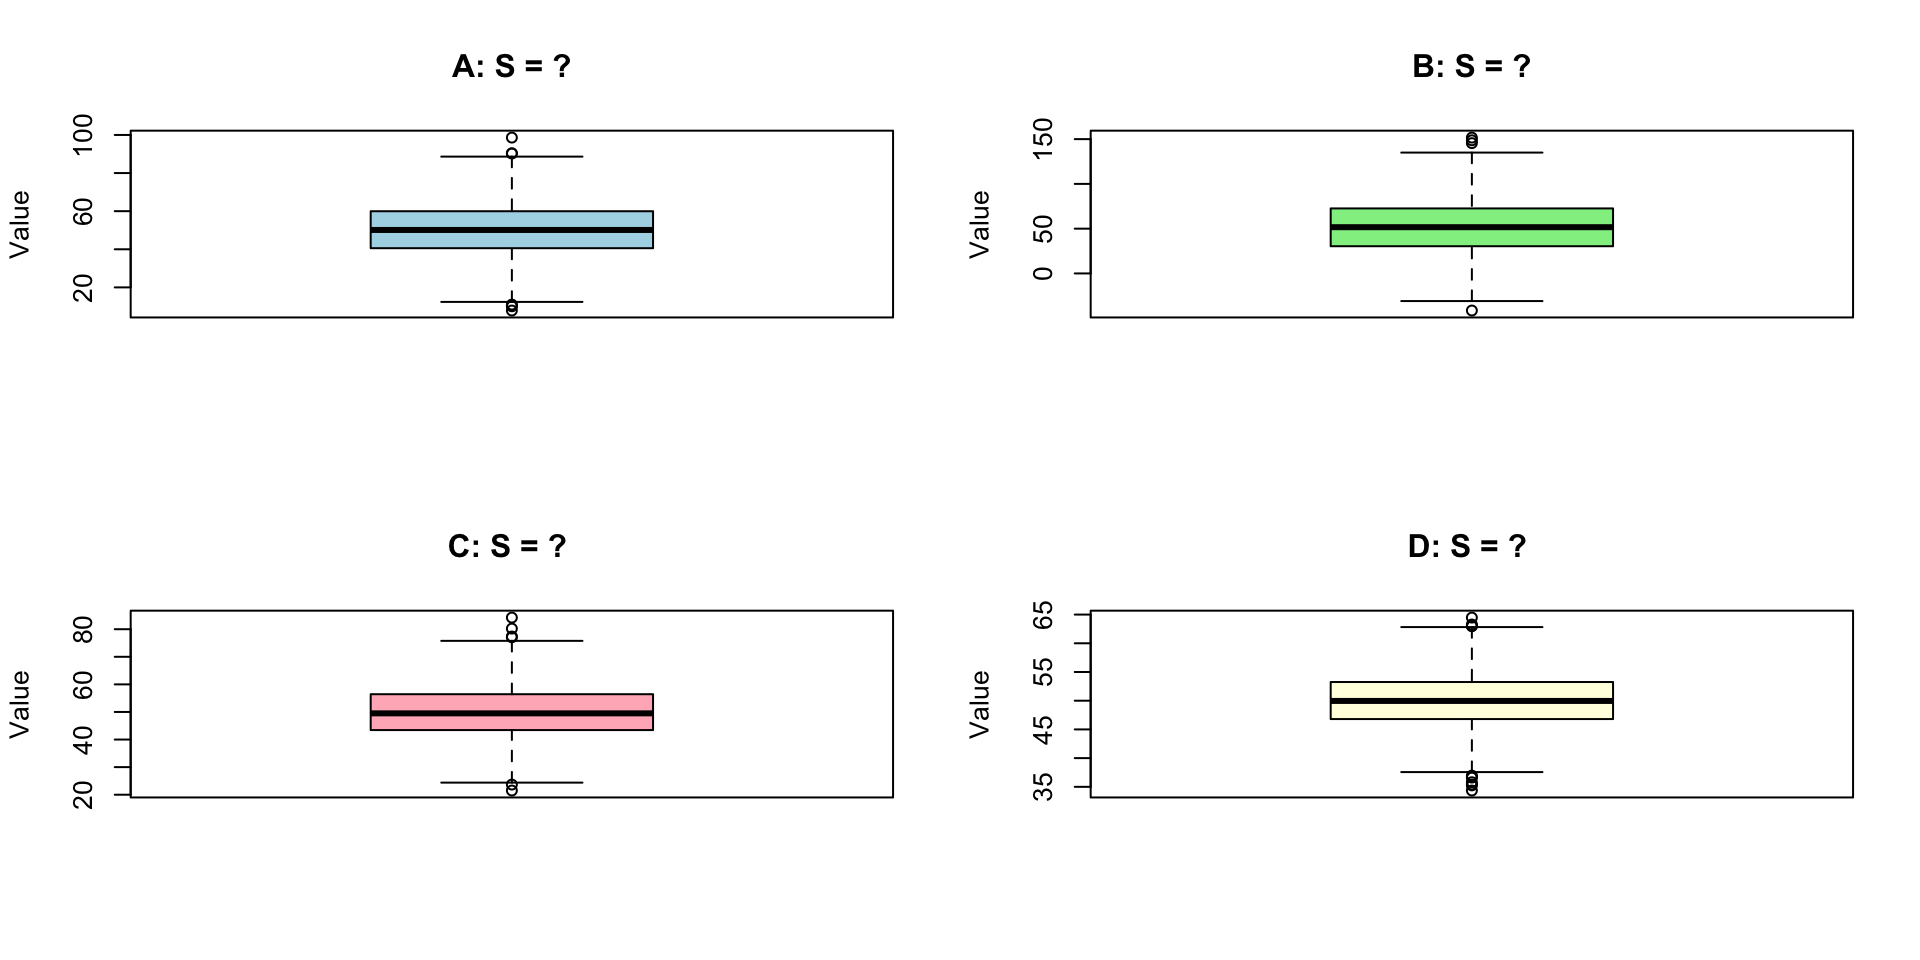 A: S = ?
Value
100
60
20
B: S = ?
Value
150
50
0
C: S = ?
Value
80
60
40
20
D: S = ?
Value
65
55
45
35